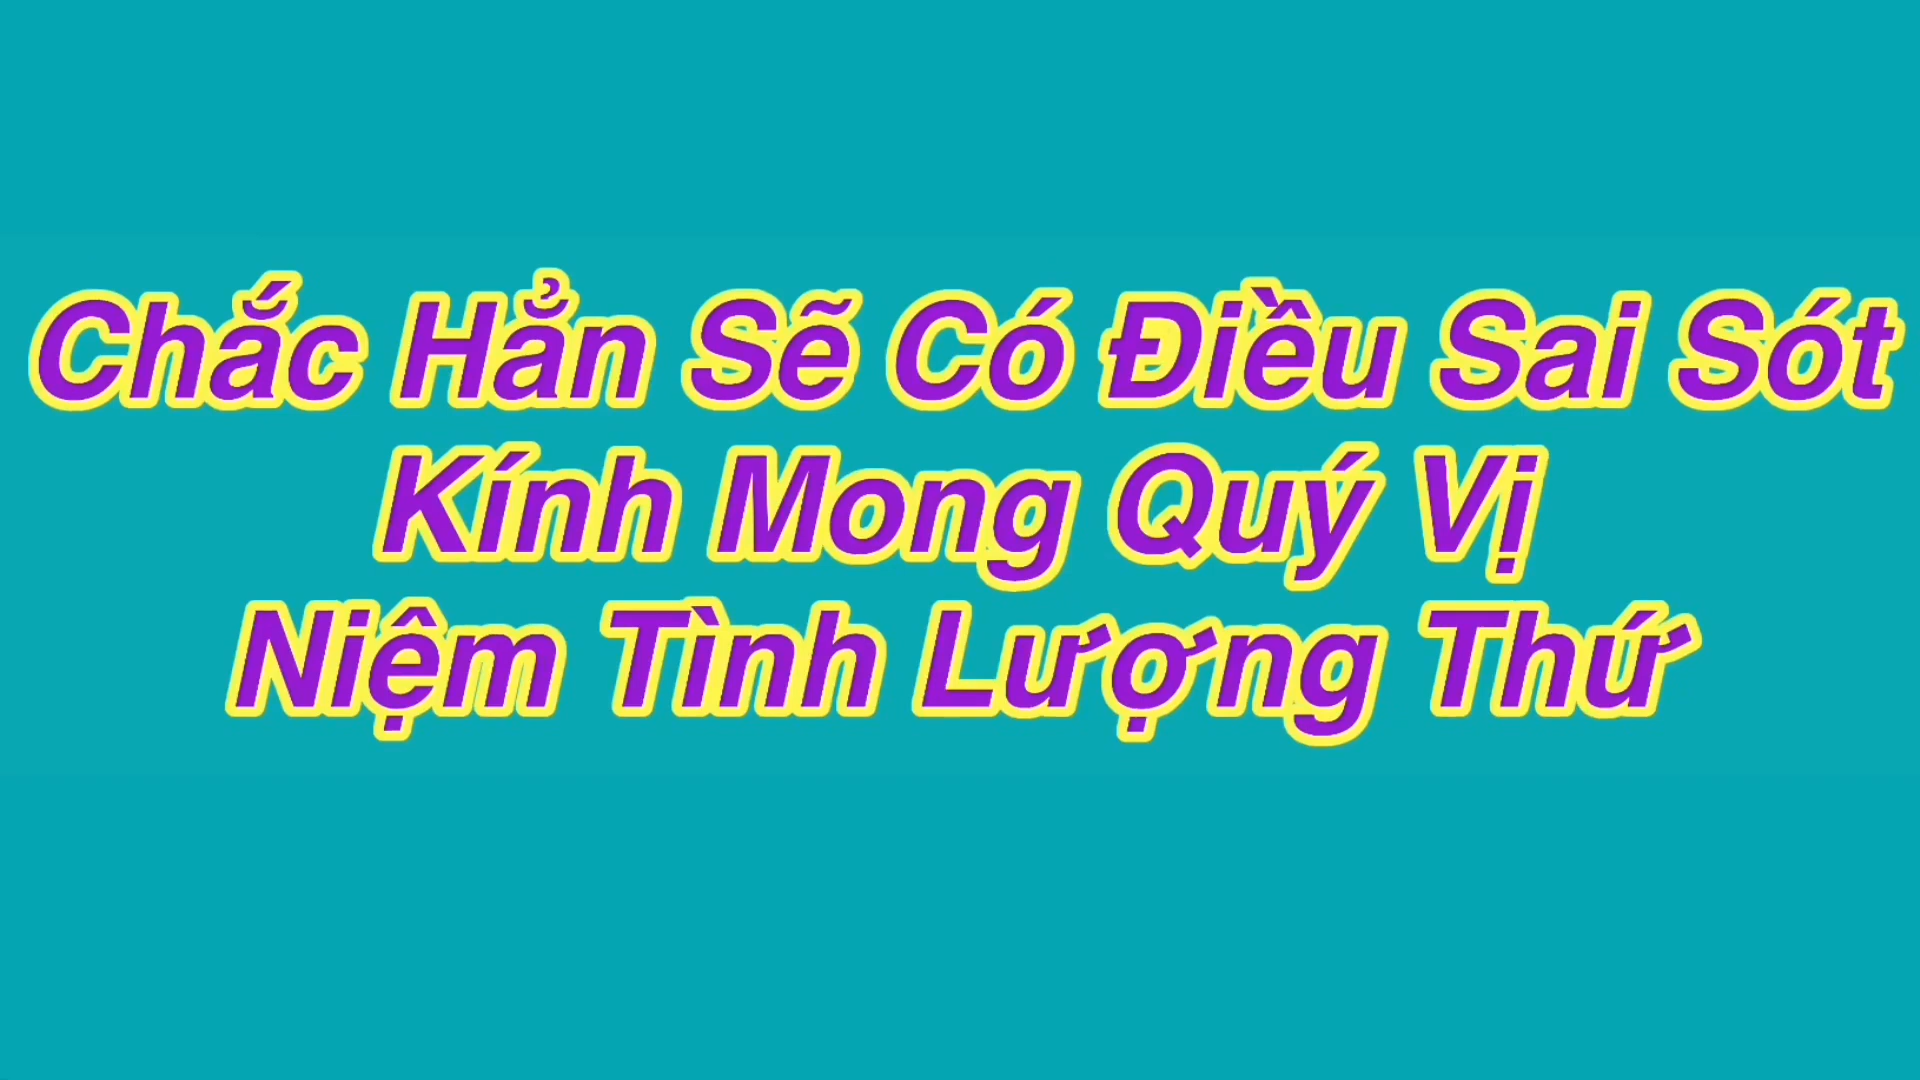 Chắc Hẳn Sẽ Có Điều Sai Sót
Kính Mong Quý Vị
Niệm Tình Lượng Thứ